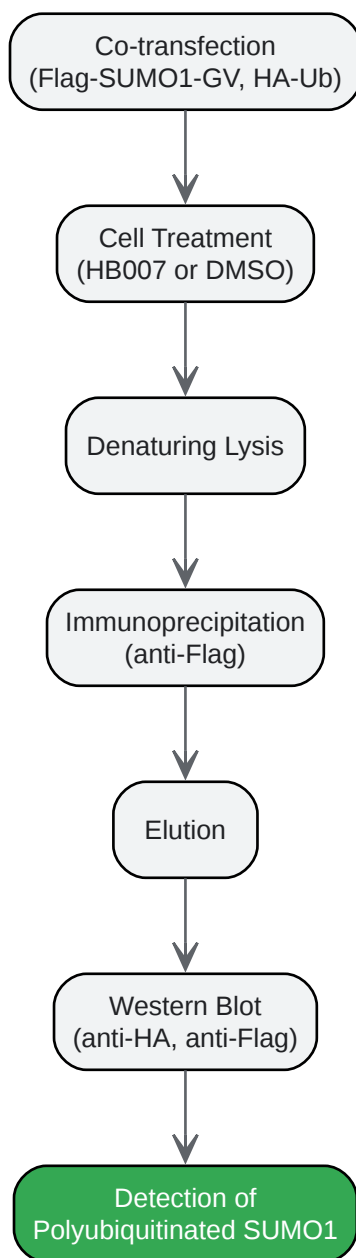 Co-transfection
(Flag-SUMO1-GV, HA-Ub)
Cell Treatment
(HB007 or DMSO)
Denaturing Lysis
Immunoprecipitation
(anti-Flag)
Elution
Western Blot
(anti-HA, anti-Flag)
Detection of
Polyubiquitinated SUMO1